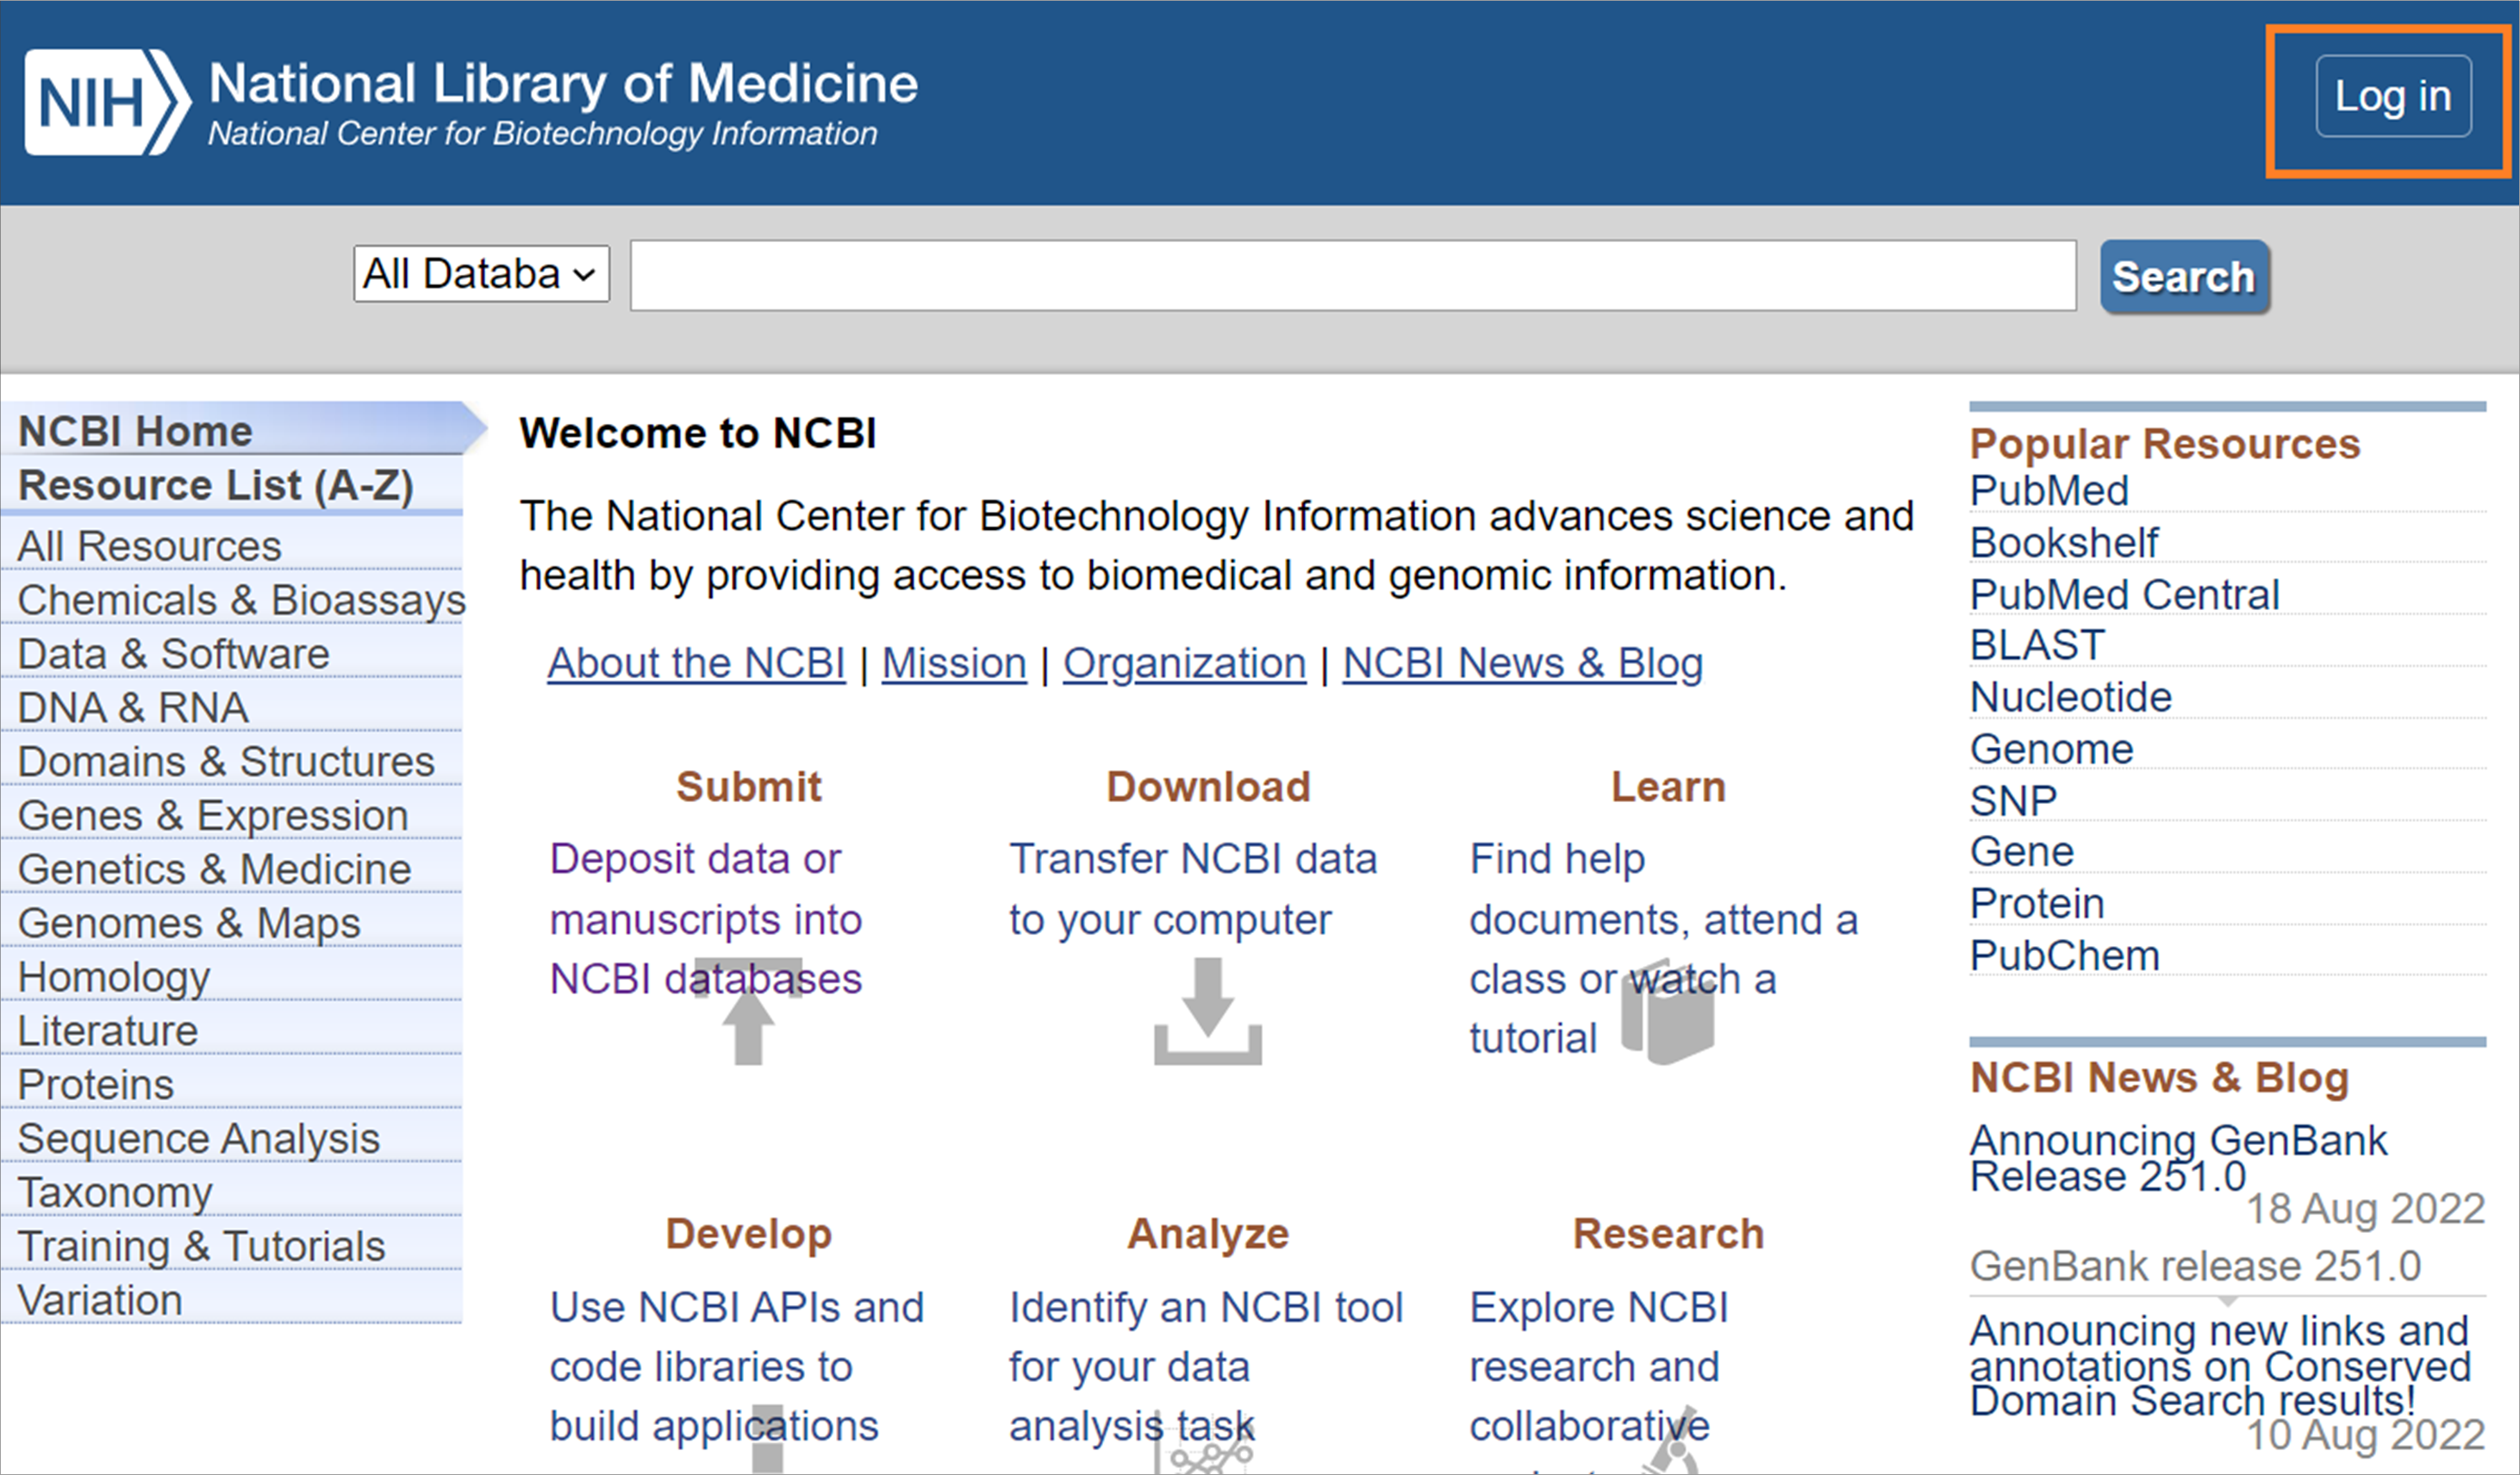 NIH
National Library of Medicine
National Center for Biotechnology Information
Log in
All Databa
Search
NCBI Home
Resource List (A-Z)
All Resources
Chemicals & Bioassays
Data & Software
DNA & RNA
Domains & Structures
Genes & Expression
Genetics & Medicine
Genomes & Maps
Homology
Literature
Proteins
Sequence Analysis
Taxonomy
Training & Tutorials
Variation
Welcome to NCBI
The National Center for Biotechnology Information advances science and
health by providing access to biomedical and genomic information.
About the NCBI | Mission | Organization | NCBI News & Blog
Submit
Deposit data or
manuscripts into
NCBI databases
Download
Transfer NCBI data
to your computer
Learn
Find help
documents, attend a
class or watch a
tutorial
Develop
Use NCBI APIs and
code libraries to
build applications
Analyze
Identify an NCBI tool
for your data
analysis task
Research
Explore NCBI
research and
collaborative
Popular Resources
PubMed
Bookshelf
PubMed Central
BLAST
Nucleotide
Genome
SNP
Gene
Protein
PubChem
NCBI News & Blog
Announcing GenBank
Release 251.0
18 Aug 2022
GenBank release 251.0
Announcing new links and
annotations on Conserved
Domain Search results!
10 Aug 2022